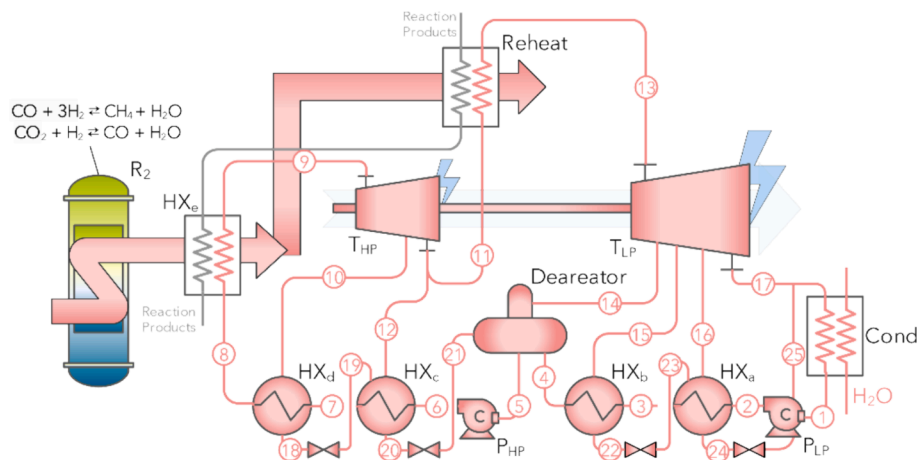 Reaction
Products
Reheat
CO + 3H₂ ⇄ CH₄ + H₂O
CO₂ + H₂ ⇄ CO + H₂O
R₂
13
9
HXₑ
T_HP
T_LP
10
11
Deareator
17
14
Reaction
Products
12
15
16
8
19
21
23
25
Cond
HX_d
HX_c
4
HX_b
HX_a
7
6
C
5
3
2
C
1
H₂O
18
20
P_HP
22
24
P_LP